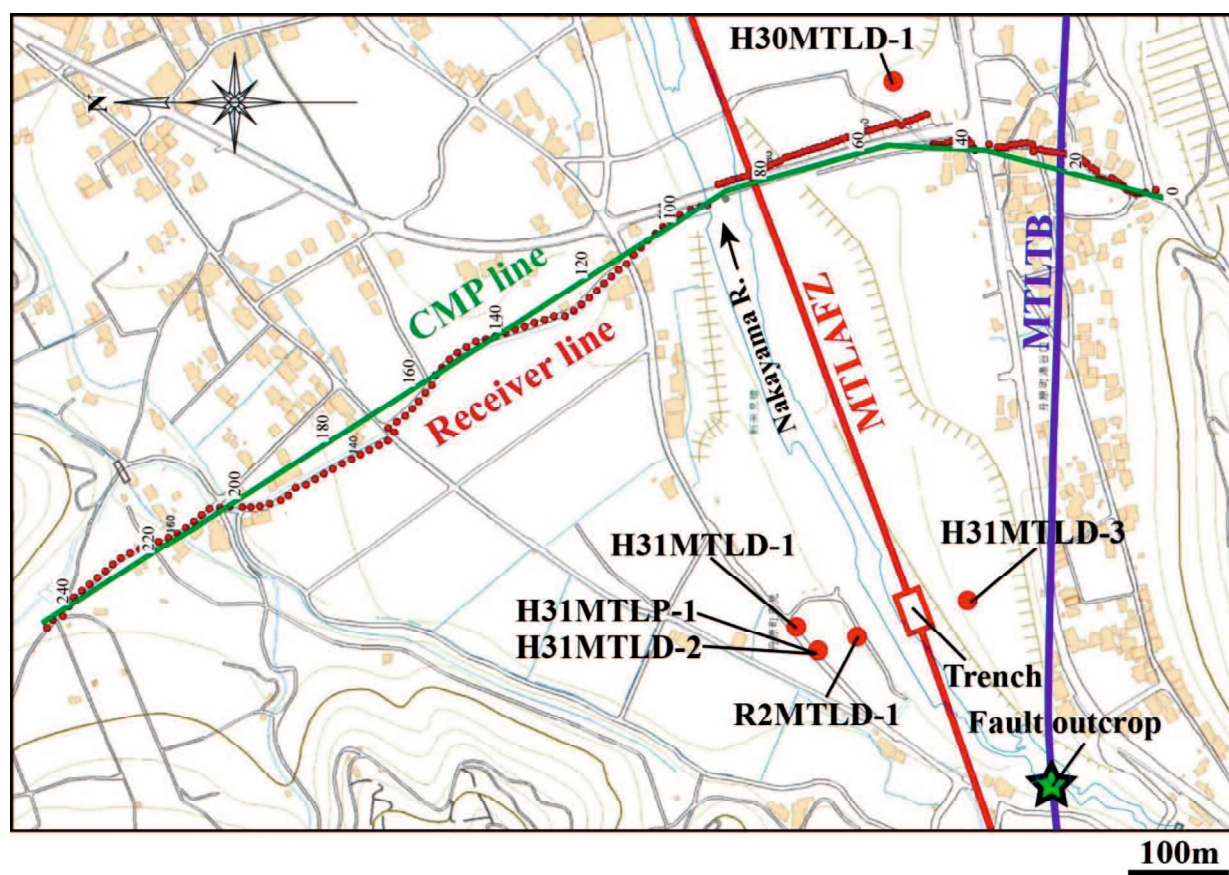 H30MTLD-1
N
0
20
40
60
80
100
120
140
160
180
200
220
240
140
160
CMP line
Receiver line
Nakayama R.
MTLAFZ
MTLTB
H31MTLD-1
H31MTLD-3
H31MTLP-1
H31MTLD-2
R2MTLD-1
Trench
Fault outcrop
100m